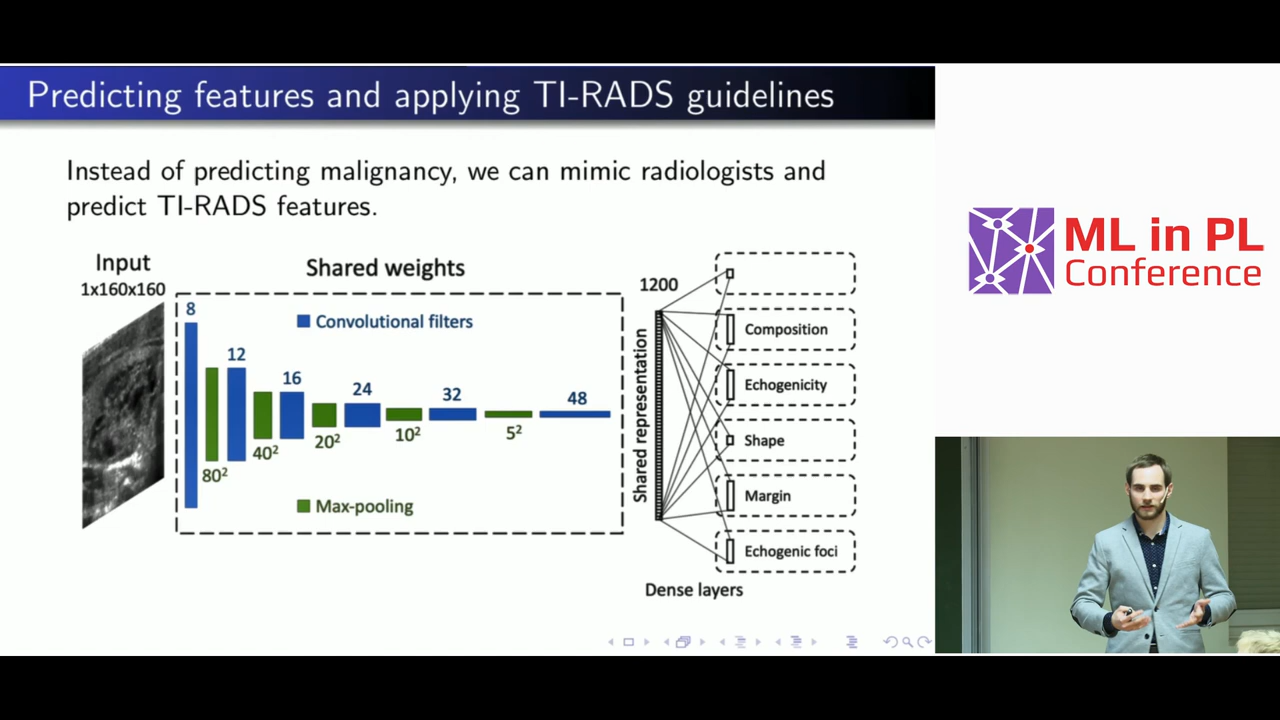 Predicting features and applying TI-RADS guidelines
Instead of predicting malignancy, we can mimic radiologists and
predict TI-RADS features.
Input
1x160x160
Shared weights
8
Convolutional filters
12
16
24
32
48
80²
40²
20²
10²
5²
Max-pooling
1200
Shared representation
Composition
Echogenicity
Shape
Margin
Echogenic foci
Dense layers
ML in PL
Conference